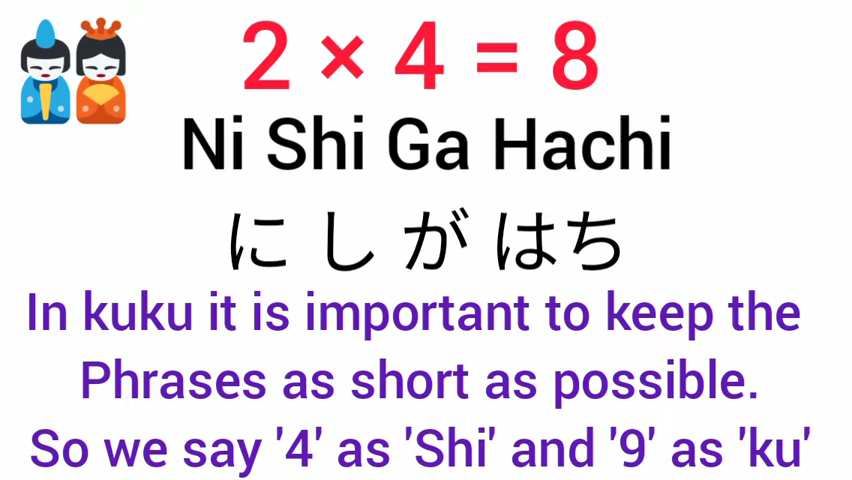 2 × 4 = 8
Ni Shi Ga Hachi
に し が はち
In kuku it is important to keep the
Phrases as short as possible.
So we say '4' as 'Shi' and '9' as 'ku'